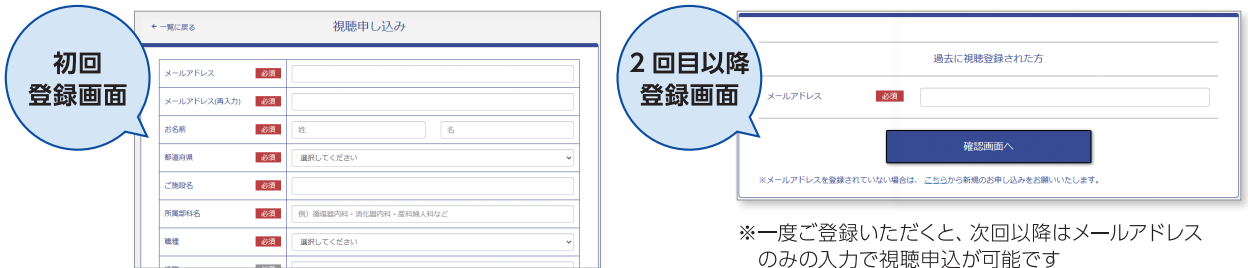 初回
登録画面
← 一覧に戻る
視聴申し込み
メールアドレス 必須
メールアドレス(再入力) 必須
お名前 必須 姓 名
都道府県 必須 選択してください
ご施設名 必須
所属部科名 必須 例）循環器内科・消化器内科・産科婦人科など
職種 必須 選択してください
2回目以降
登録画面
過去に視聴登録された方
メールアドレス 必須
確認画面へ
※メールアドレスを登録されていない場合は、こちらから新規のお申し込みをお願いいたします。
※一度ご登録いただくと、次回以降はメールアドレス
のみの入力で視聴申込が可能です